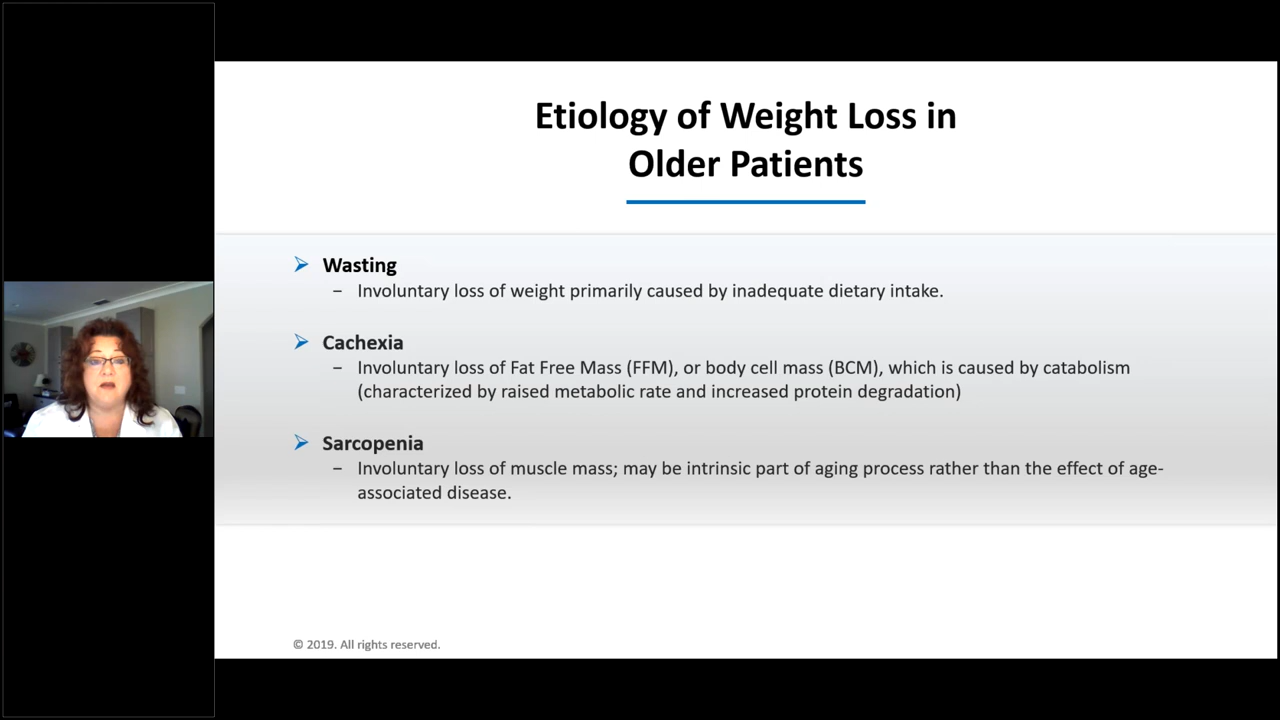 Etiology of Weight Loss in
Older Patients
Wasting
– Involuntary loss of weight primarily caused by inadequate dietary intake.
Cachexia
– Involuntary loss of Fat Free Mass (FFM), or body cell mass (BCM), which is caused by catabolism
(characterized by raised metabolic rate and increased protein degradation)
Sarcopenia
– Involuntary loss of muscle mass; may be intrinsic part of aging process rather than the effect of age-
associated disease.
© 2019. All rights reserved.